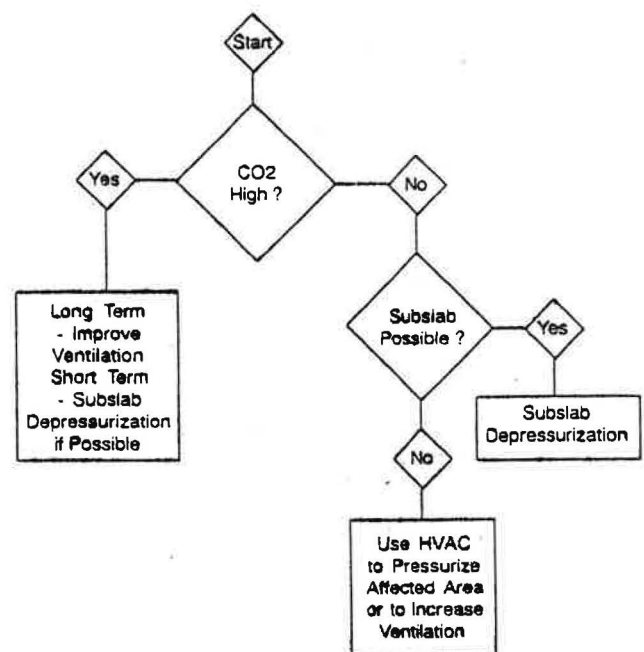 Start
CO2
High ?
Yes
No
Long Term
- Improve
Ventilation
Short Term
- Subslab
Depressurization
if Possible
Subslab
Possible ?
Yes
Subslab
Depressurization
No
Use HVAC
to Pressurize
Affected Area
or to Increase
Ventilation